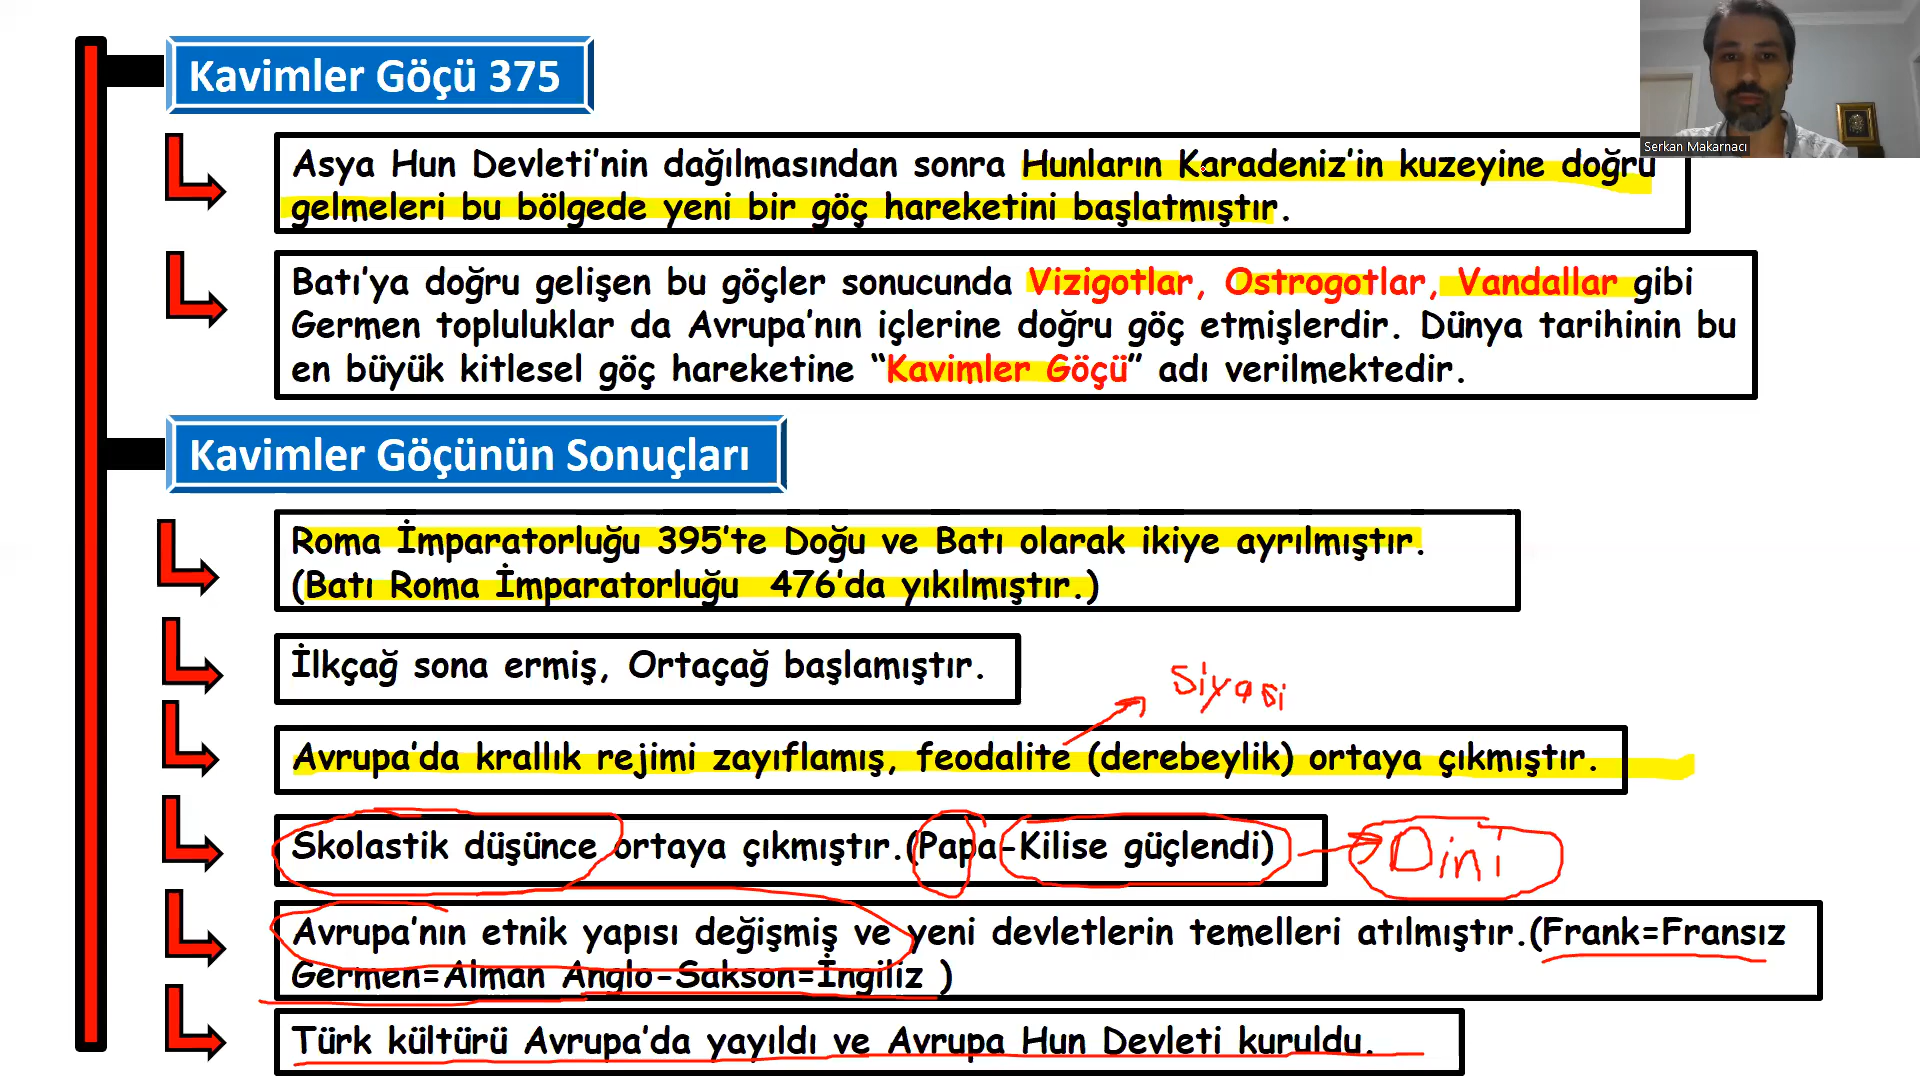 Kavimler Göçü 375
Serkan Makarnacı
Asya Hun Devleti’nin dağılmasından sonra Hunların Karadeniz’in kuzeyine doğru
gelmeleri bu bölgede yeni bir göç hareketini başlatmıştır.
Batı’ya doğru gelişen bu göçler sonucunda Vizigotlar, Ostrogotlar, Vandallar gibi
Germen topluluklar da Avrupa’nın içlerine doğru göç etmişlerdir. Dünya tarihinin bu
en büyük kitlesel göç hareketine “Kavimler Göçü” adı verilmektedir.
Kavimler Göçünün Sonuçları
Roma İmparatorluğu 395’te Doğu ve Batı olarak ikiye ayrılmıştır.
(Batı Roma İmparatorluğu 476’da yıkılmıştır.)
İlkçağ sona ermiş, Ortaçağ başlamıştır.
Siyasi
Avrupa’da krallık rejimi zayıflamış, feodalite (derebeylik) ortaya çıkmıştır.
Skolastik düşünce ortaya çıkmıştır.(Papa-Kilise güçlendi)
Dini
Avrupa’nın etnik yapısı değişmiş ve yeni devletlerin temelleri atılmıştır.(Frank=Fransız
Germen=Alman Anglo-Sakson=İngiliz )
Türk kültürü Avrupa’da yayıldı ve Avrupa Hun Devleti kuruldu.